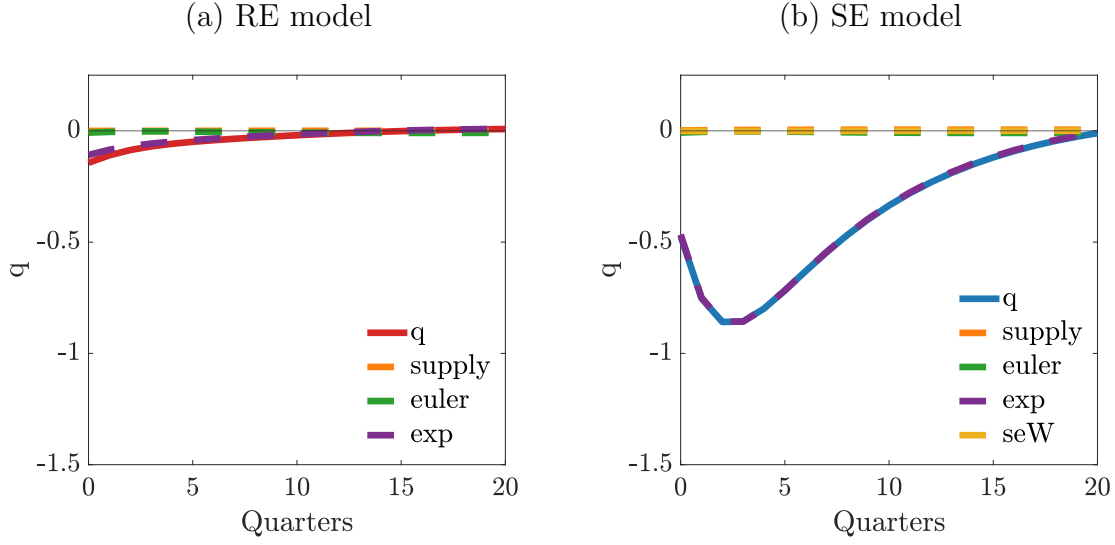 (a) RE model
0
-0.5
-1
-1.5
q
0
5
10
15
20
Quarters
q
supply
euler
exp
(b) SE model
0
-0.5
-1
-1.5
q
0
5
10
15
20
Quarters
q
supply
euler
exp
seW